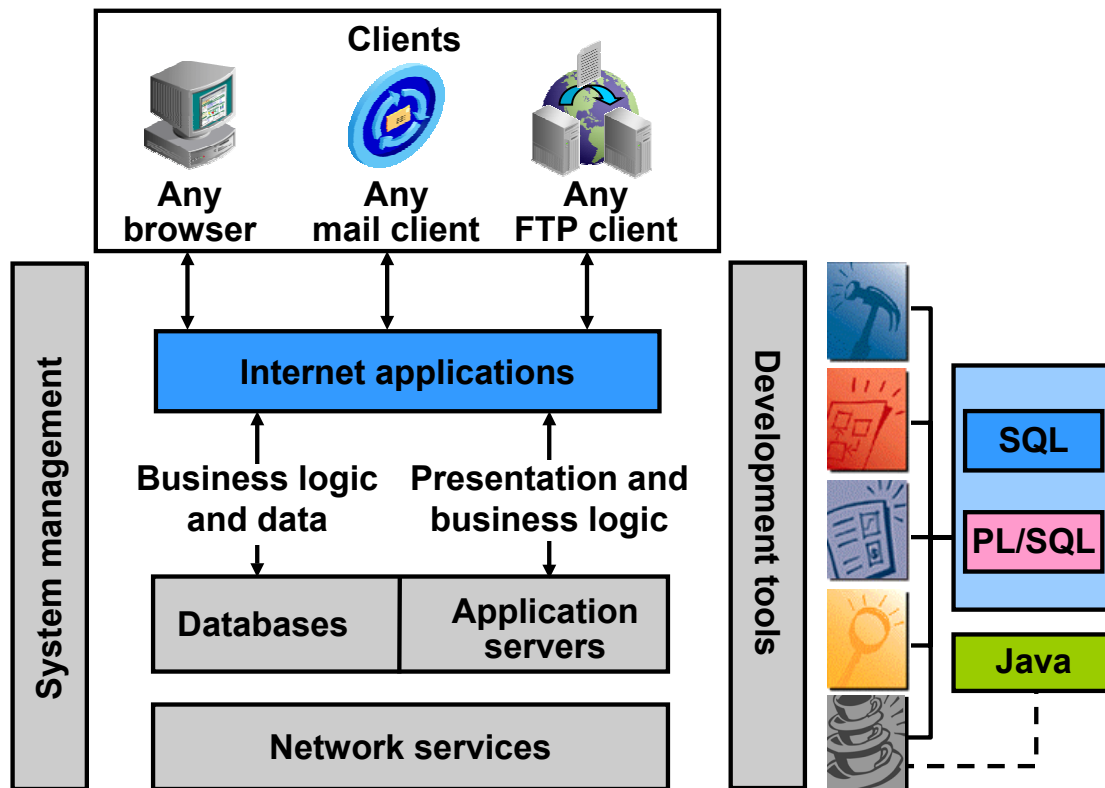 Clients
Any
browser
Any
mail client
Any
FTP client
System management
Internet applications
Business logic
and data
Presentation and
business logic
Databases
Application
servers
Network services
Development tools
SQL
PL/SQL
Java